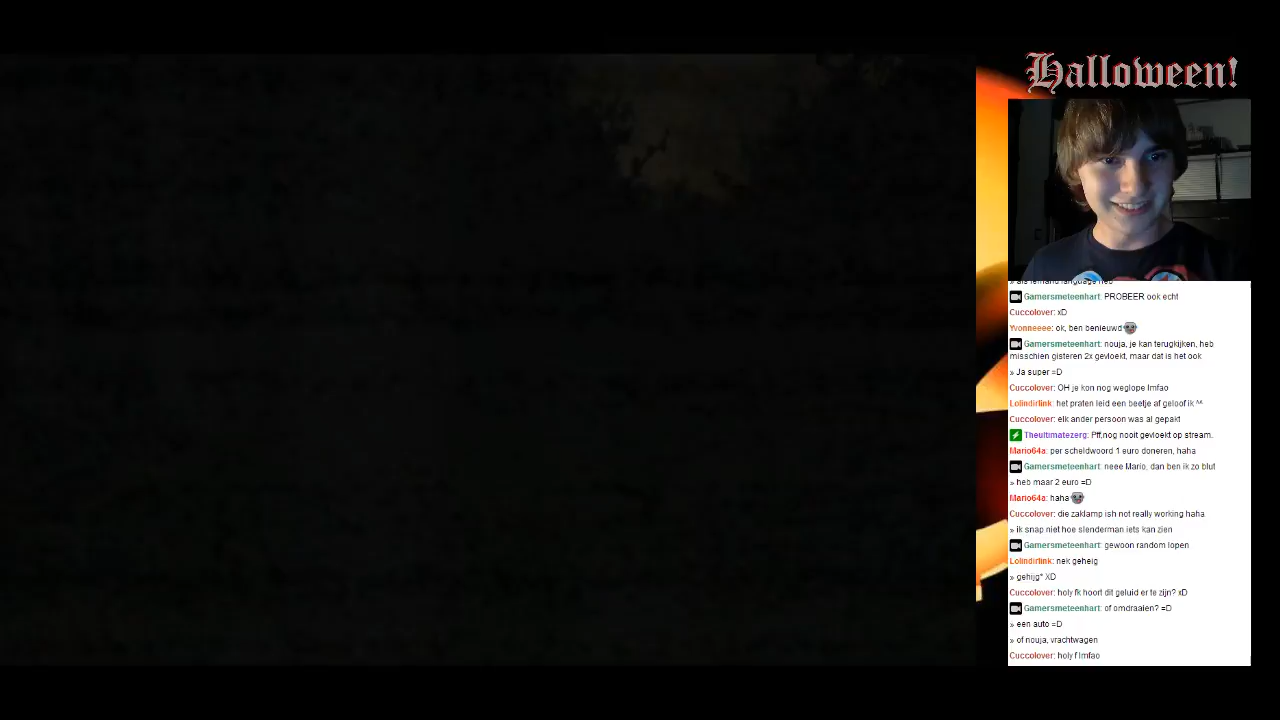 Halloween!
» als iemand language heb
Gamersmeteenhart: PROBEER ook echt
Cuccolover: xD
Yvonneeee: ok, ben benieuwd
Gamersmeteenhart: nouja, je kan terugkijken, heb
misschien gisteren 2x gevloekt, maar dat is het ook
» Ja super =D
Cuccolover: OH je kon nog weglope lmfao
Lolindirlink: het praten leid een beetje af geloof ik ^^
Cuccolover: elk ander persoon was al gepakt
Theultimatezerg: Pff,nog nooit gevloekt op stream.
Mario64a: per scheldwoord 1 euro doneren, haha
Gamersmeteenhart: neee Mario, dan ben ik zo blut
» heb maar 2 euro =D
Mario64a: haha
Cuccolover: die zaklamp ish not really working haha
» ik snap niet hoe slenderman iets kan zien
Gamersmeteenhart: gewoon random lopen
Lolindirlink: nek geheig
» gehijg* XD
Cuccolover: holy fk hoort dit geluid er te zijn? xD
Gamersmeteenhart: of omdraaien? =D
» een auto =D
» of nouja, vrachtwagen
Cuccolover: holy f lmfao